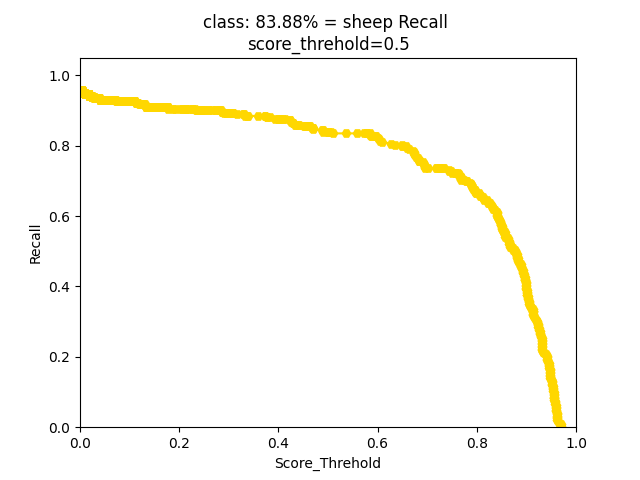 class: 83.88% = sheep Recall
score_threhold=0.5
1.0
0.8
0.6
0.4
0.2
0.0
Recall
0.0 0.2 0.4 0.6 0.8 1.0
Score_Threhold